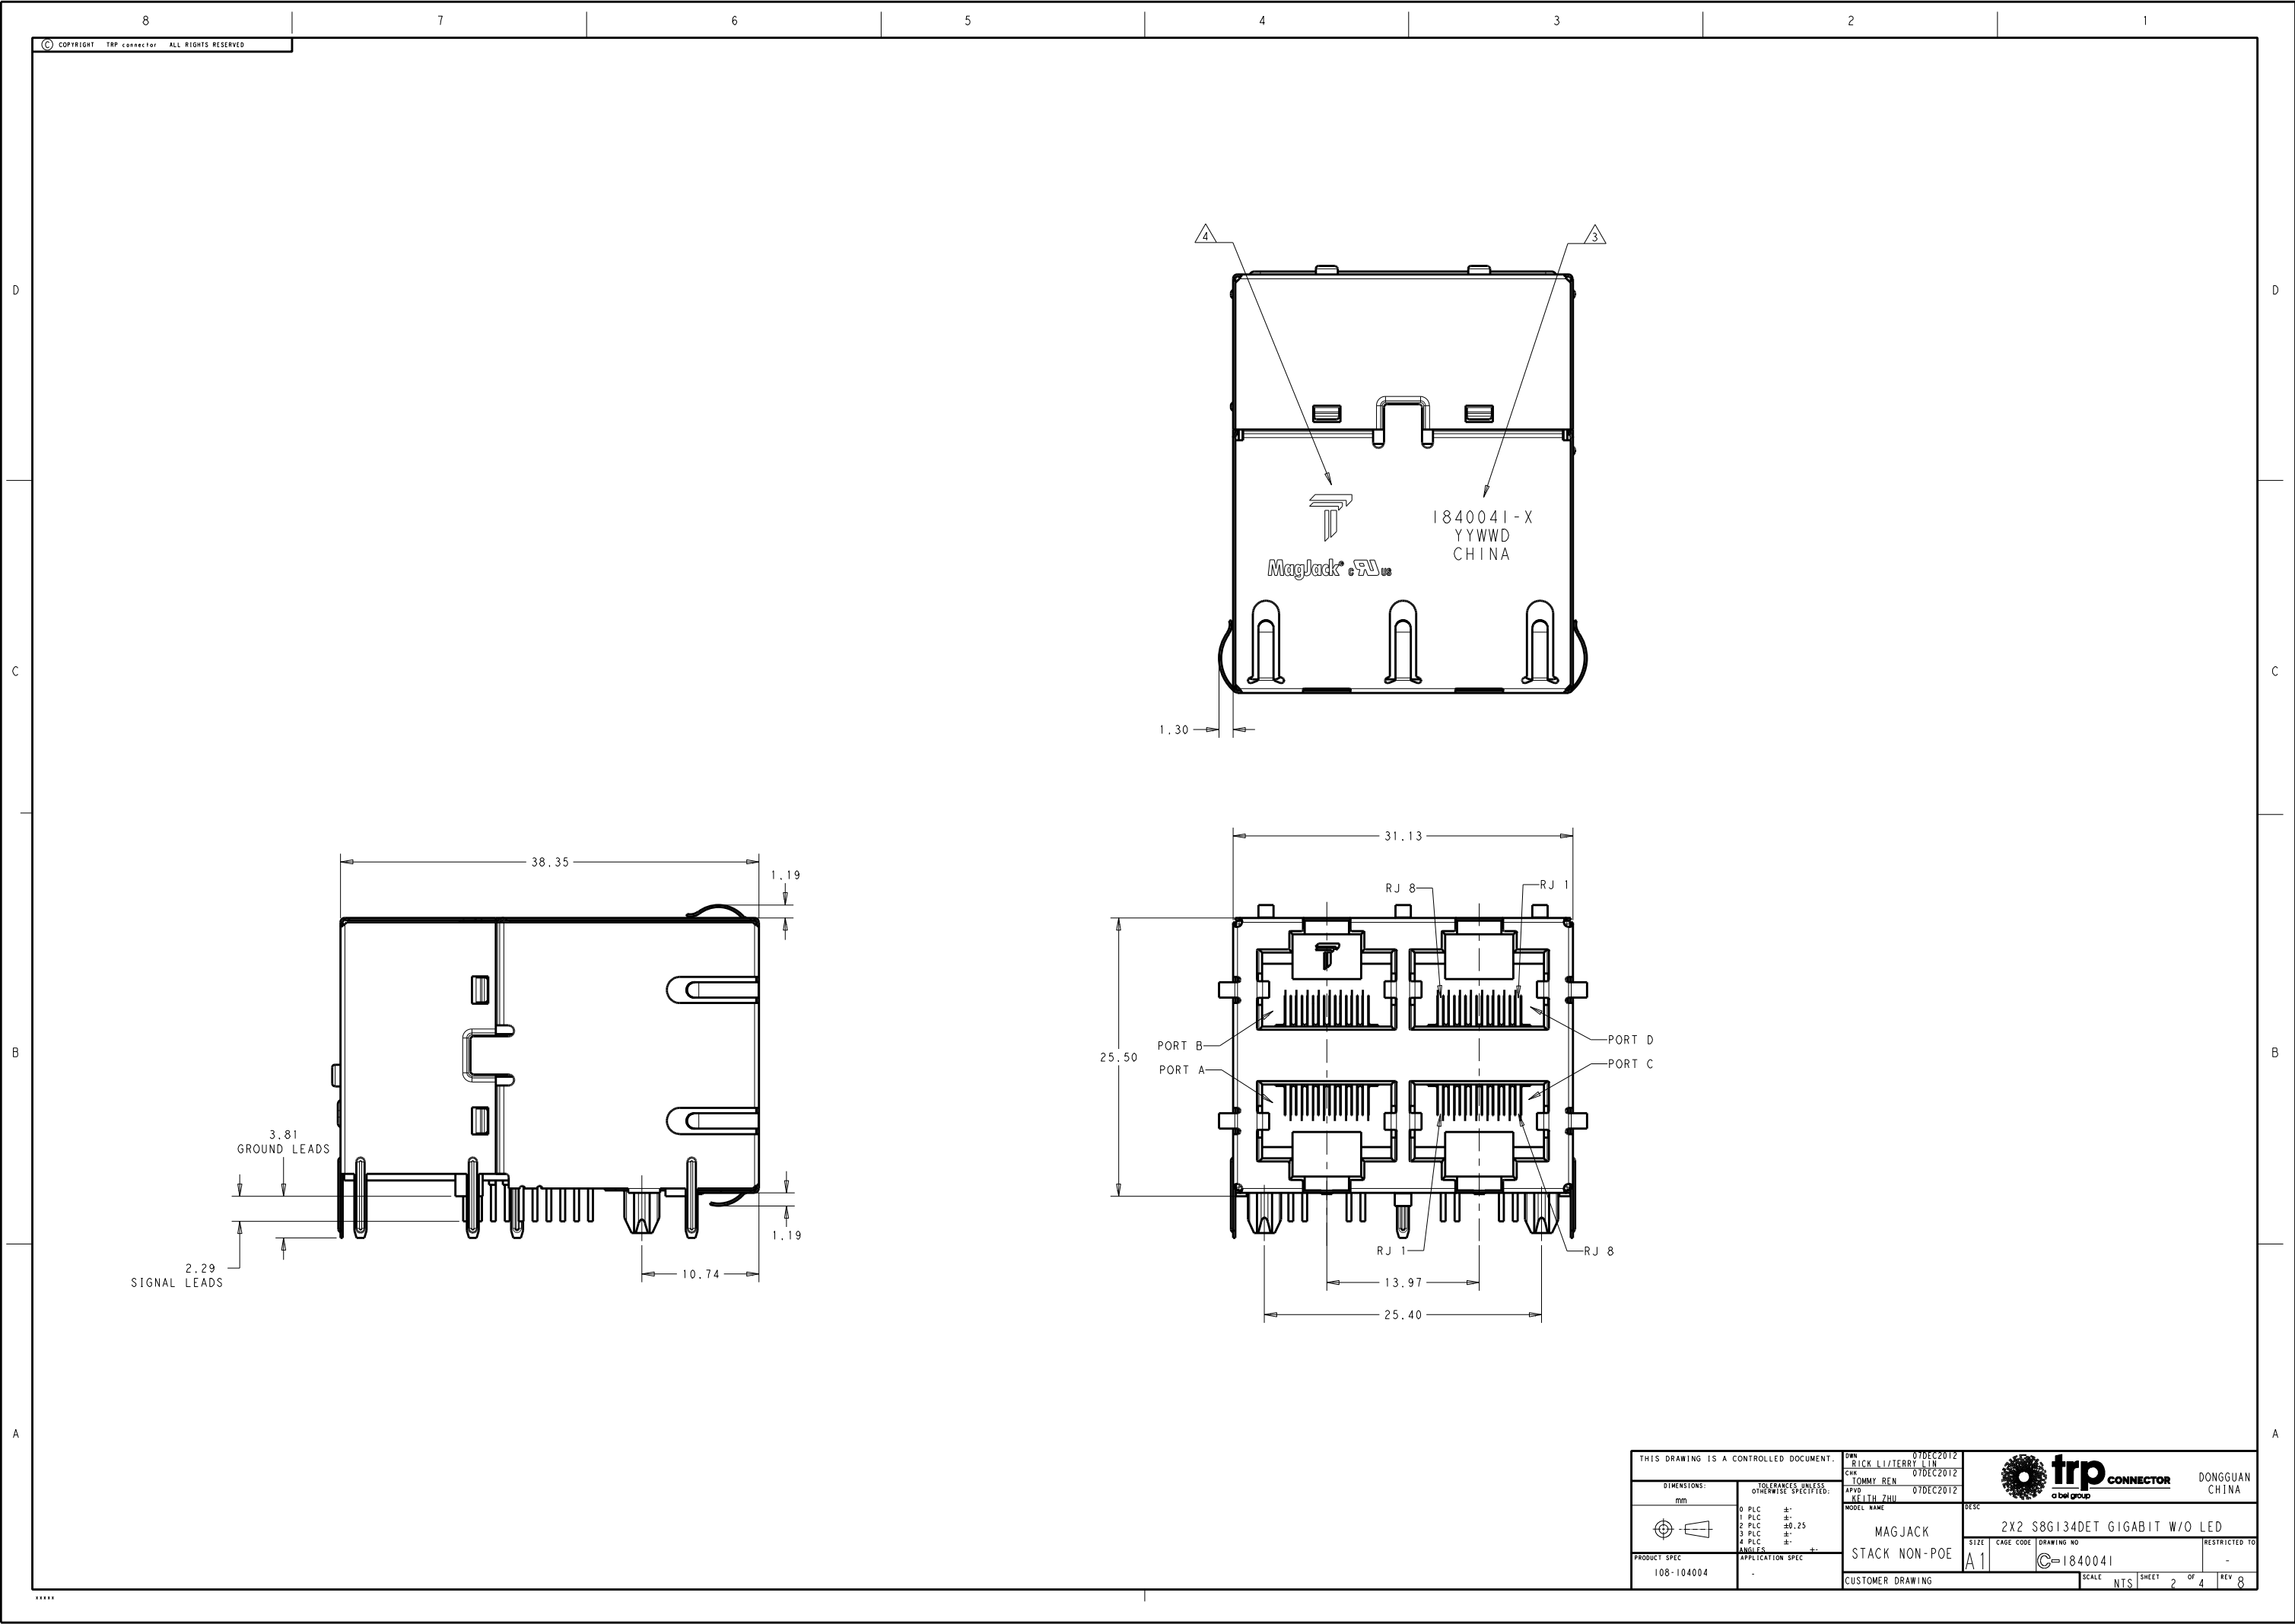 8 7 6 5 4 3 2 1
© COPYRIGHT TRP connector ALL RIGHTS RESERVED
D
D
4
3
1840041-X
YYWWD
CHINA
MagJack® c US
C
C
1.30
31.13
38.35
1.19
RJ 8
RJ 1
PORT B
PORT A
PORT D
PORT C
25.50
B
B
3.81
GROUND LEADS
2.29
SIGNAL LEADS
1.19
10.74
RJ 1
RJ 8
13.97
25.40
A
A
THIS DRAWING IS A CONTROLLED DOCUMENT.
DIMENSIONS:
mm
TOLERANCES UNLESS
OTHERWISE SPECIFIED:
0 PLC ±-
1 PLC ±-
2 PLC ±0.25
3 PLC ±-
4 PLC ±-
ANGLES ±-
PRODUCT SPEC
108-104004
APPLICATION SPEC
-
DWN 07DEC2012
RICK LI/TERRY LIN
CHK 07DEC2012
TOMMY REN
APVD 07DEC2012
KEITH ZHU
MODEL NAME
MAGJACK
STACK NON-POE
CUSTOMER DRAWING
trp CONNECTOR
a bel group
DONGGUAN
CHINA
DESC
2X2 S8G134DET GIGABIT W/O LED
SIZE
A1
CAGE CODE
DRAWING NO
C-1840041
RESTRICTED TO
-
SCALE NTS
SHEET 2 OF 4
REV 8